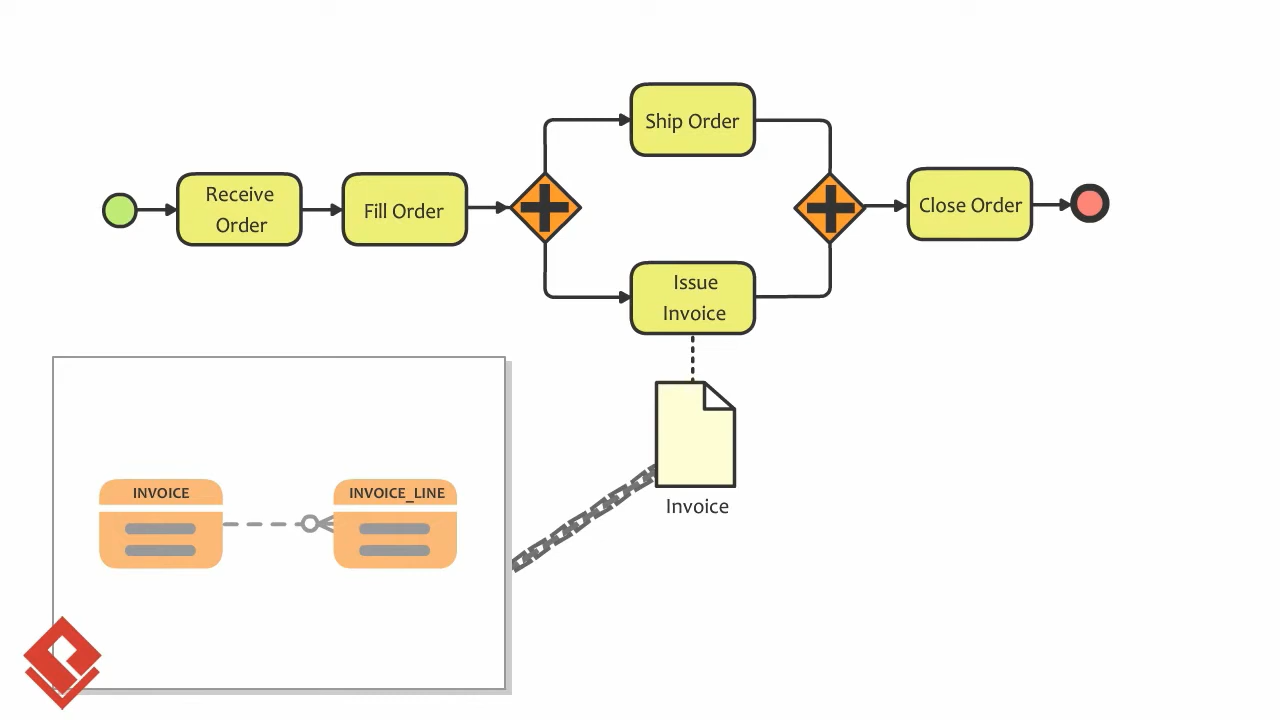 Ship Order
Receive
Order
Fill Order
Close Order
Issue
Invoice
Invoice
INVOICE
INVOICE_LINE